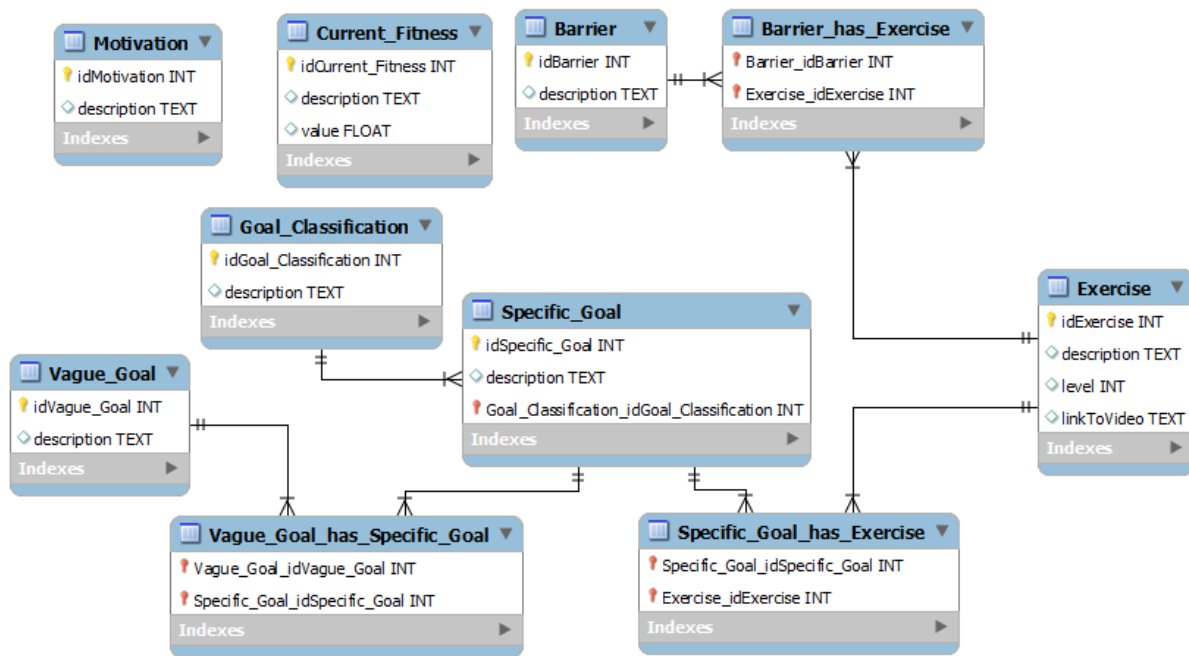 Motivation
idMotivation INT
description TEXT
Indexes
Current_Fitness
idCurrent_Fitness INT
description TEXT
value FLOAT
Indexes
Barrier
idBarrier INT
description TEXT
Indexes
Barrier_has_Exercise
Barrier_idBarrier INT
Exercise_idExercise INT
Indexes
Goal_Classification
idGoal_Classification INT
description TEXT
Indexes
Specific_Goal
idSpecific_Goal INT
description TEXT
Goal_Classification_idGoal_Classification INT
Indexes
Exercise
idExercise INT
description TEXT
level INT
linkToVideo TEXT
Indexes
Vague_Goal
idVague_Goal INT
description TEXT
Indexes
Vague_Goal_has_Specific_Goal
Vague_Goal_idVague_Goal INT
Specific_Goal_idSpecific_Goal INT
Indexes
Specific_Goal_has_Exercise
Specific_Goal_idSpecific_Goal INT
Exercise_idExercise INT
Indexes